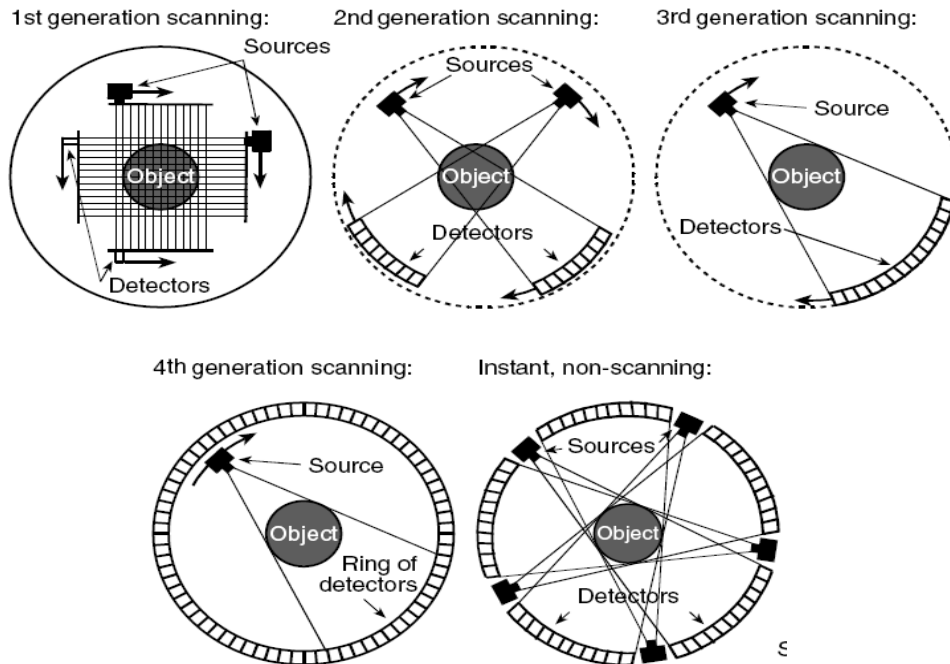 1st generation scanning:
Sources
Object
Detectors
2nd generation scanning:
Sources
Object
Detectors
3rd generation scanning:
Source
Object
Detectors
4th generation scanning:
Source
Object
Ring of
detectors
Instant, non-scanning:
Sources
Object
Detectors